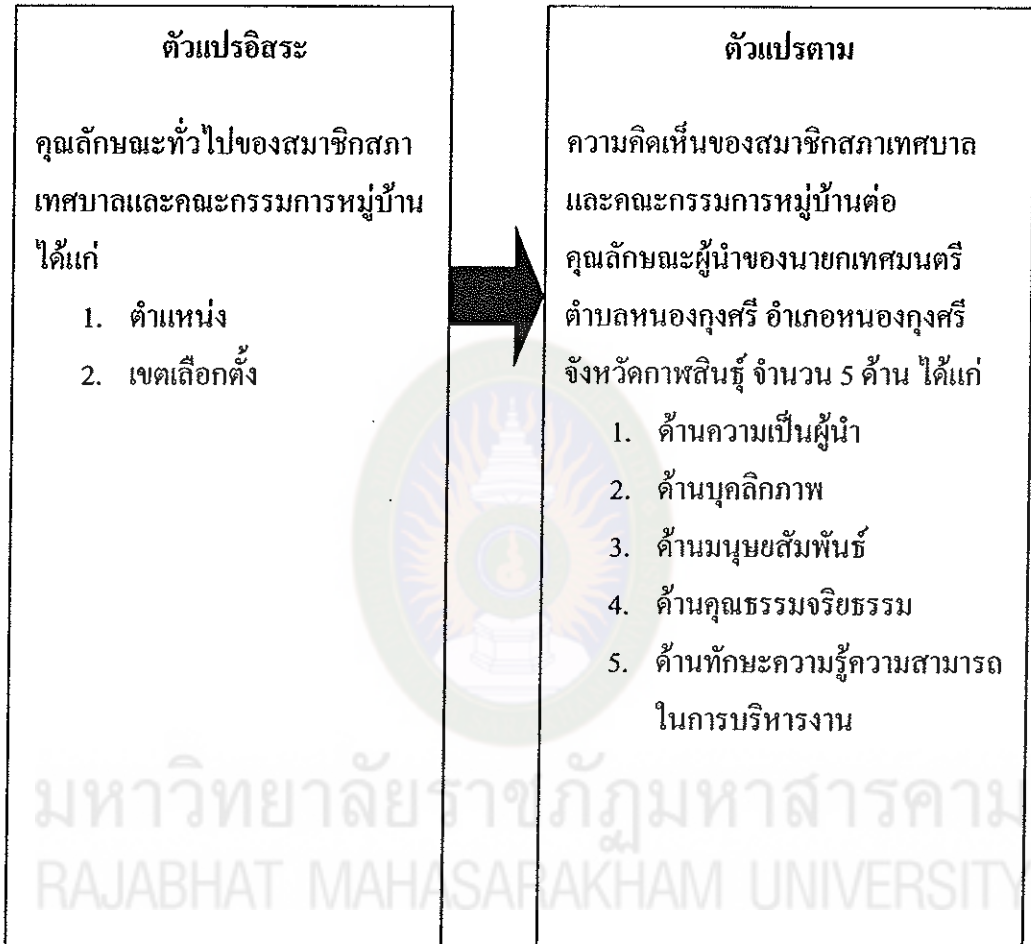 ตัวแปรอิสระ
คุณลักษณะทั่วไปของสมาชิกสภา
เทศบาลและคณะกรรมการหมู่บ้าน
ได้แก่
1. ตำแหน่ง
2. เขตเลือกตั้ง
ตัวแปรตาม
ความคิดเห็นของสมาชิกสภาเทศบาล
และคณะกรรมการหมู่บ้านต่อ
คุณลักษณะผู้นำของนายกเทศมนตรี
ตำบลหนองกุงศรี อำเภอหนองกุงศรี
จังหวัดกาฬสินธุ์ จำนวน 5 ด้าน ได้แก่
1. ด้านความเป็นผู้นำ
2. ด้านบุคลิกภาพ
3. ด้านมนุษยสัมพันธ์
4. ด้านคุณธรรมจริยธรรม
5. ด้านทักษะความรู้ความสามารถ
ในการบริหารงาน
มหาวิทยาลัยราชภัฏมหาสารคาม
RAJABHAT MAHASARAKHAM UNIVERSITY